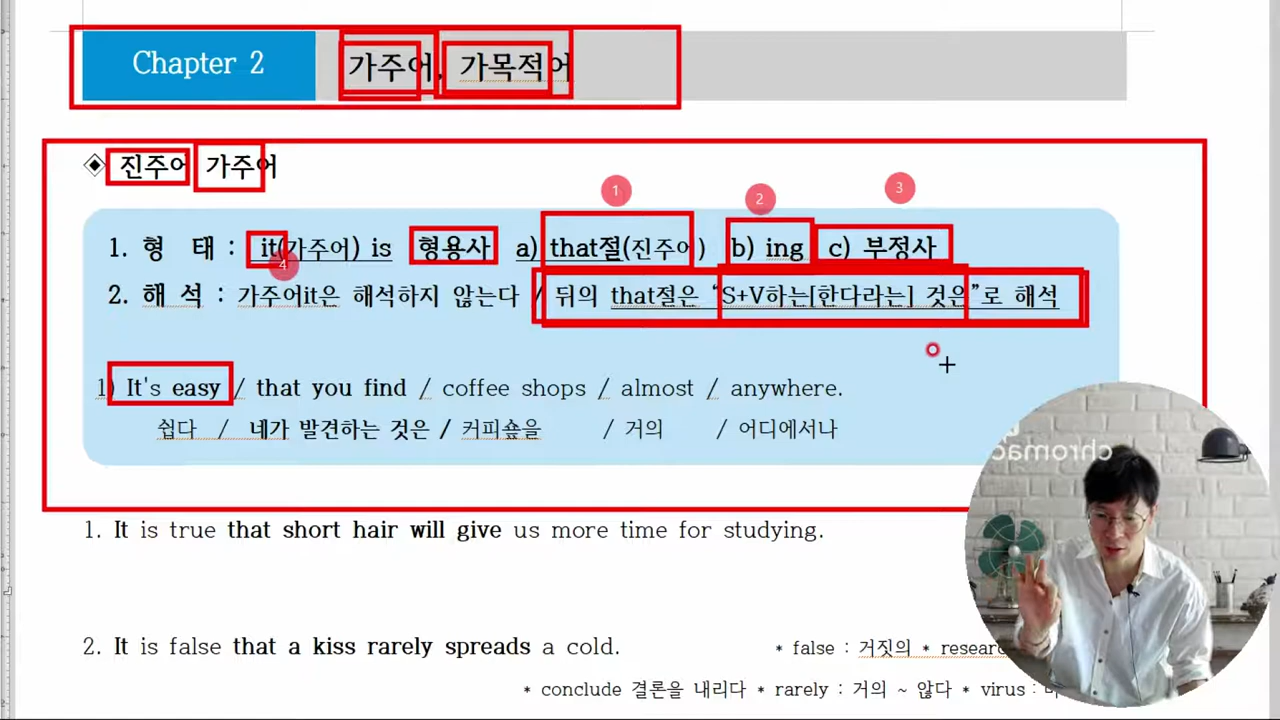 Chapter 2 가주어, 가목적어
◈ 진주어 가주어
1 2 3
1. 형 태 : it(가주어) is 형용사 a) that절(진주어) b) ing c) 부정사
4
2. 해 석 : 가주어it은 해석하지 않는다 / 뒤의 that절은 “S+V하는[한다라는] 것은”로 해석
1) It's easy / that you find / coffee shops / almost / anywhere.
쉽다 / 네가 발견하는 것은 / 커피숖을 / 거의 / 어디에서나
1. It is true that short hair will give us more time for studying.
2. It is false that a kiss rarely spreads a cold. * false : 거짓의 *
* conclude 결론을 내리다 * rarely : 거의 ~ 않다 * virus :